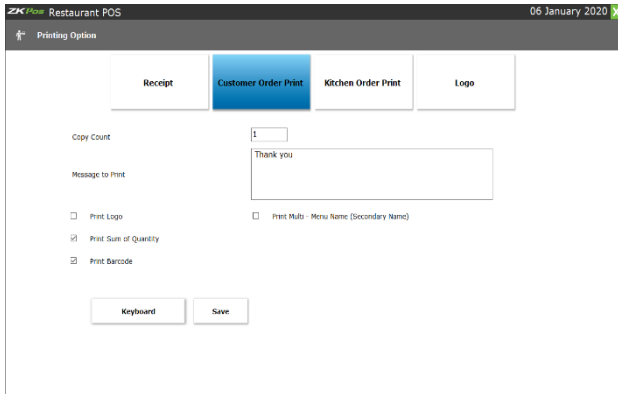 ZKPos Restaurant POS 06 January 2020 X
Printing Option
Receipt Customer Order Print Kitchen Order Print Logo
Copy Count 1
Thank you
Message to Print
Print Logo Print Multi - Menu Name (Secondary Name)
Print Sum of Quantity
Print Barcode
Keyboard Save